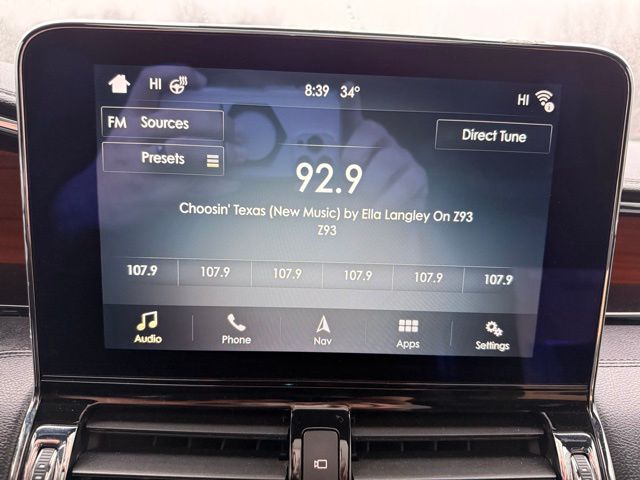 HI 8:39 34° HI
FM Sources
Direct Tune
Presets
92.9
Choosin' Texas (New Music) by Ella Langley On Z93
Z93
107.9 107.9 107.9 107.9 107.9 107.9
Audio Phone Nav Apps Settings